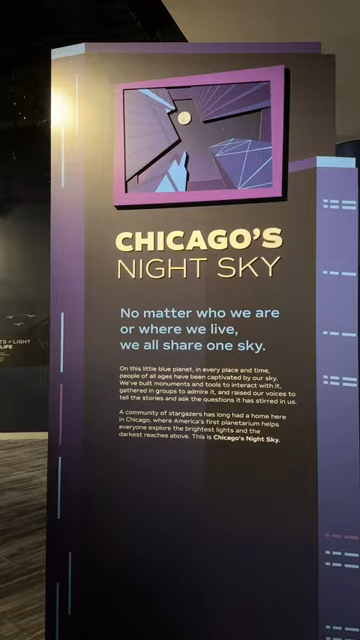 CHICAGO'S
NIGHT SKY
No matter who we are
or where we live,
we all share one sky.
On this little blue planet, in every place and time,
people of all ages have been captivated by our sky.
We've built monuments and tools to interact with it,
gathered in groups to admire it, and raised our voices to
tell the stories and ask the questions it has stirred in us.
A community of stargazers has long had a home here
in Chicago, where America's first planetarium helps
everyone explore the brightest lights and the
darkest reaches above. This is Chicago's Night Sky.
LIFE